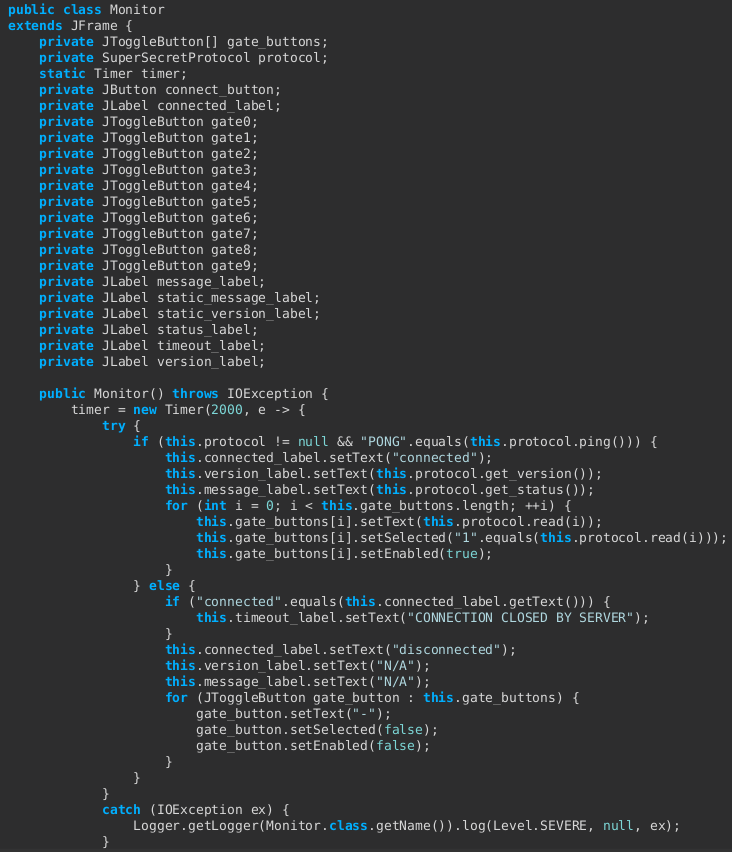 public class Monitor
extends JFrame {
    private JToggleButton[] gate_buttons;
    private SuperSecretProtocol protocol;
    static Timer timer;
    private JButton connect_button;
    private JLabel connected_label;
    private JToggleButton gate0;
    private JToggleButton gate1;
    private JToggleButton gate2;
    private JToggleButton gate3;
    private JToggleButton gate4;
    private JToggleButton gate5;
    private JToggleButton gate6;
    private JToggleButton gate7;
    private JToggleButton gate8;
    private JToggleButton gate9;
    private JLabel message_label;
    private JLabel static_message_label;
    private JLabel static_version_label;
    private JLabel status_label;
    private JLabel timeout_label;
    private JLabel version_label;

    public Monitor() throws IOException {
        timer = new Timer(2000, e -> {
            try {
                if (this.protocol != null && "PONG".equals(this.protocol.ping())) {
                    this.connected_label.setText("connected");
                    this.version_label.setText(this.protocol.get_version());
                    this.message_label.setText(this.protocol.get_status());
                    for (int i = 0; i < this.gate_buttons.length; ++i) {
                        this.gate_buttons[i].setText(this.protocol.read(i));
                        this.gate_buttons[i].setSelected("1".equals(this.protocol.read(i)));
                        this.gate_buttons[i].setEnabled(true);
                    }
                } else {
                    if ("connected".equals(this.connected_label.getText())) {
                        this.timeout_label.setText("CONNECTION CLOSED BY SERVER");
                    }
                    this.connected_label.setText("disconnected");
                    this.version_label.setText("N/A");
                    this.message_label.setText("N/A");
                    for (JToggleButton gate_button : this.gate_buttons) {
                        gate_button.setText("-");
                        gate_button.setSelected(false);
                        gate_button.setEnabled(false);
                    }
                }
            }
            catch (IOException ex) {
                Logger.getLogger(Monitor.class.getName()).log(Level.SEVERE, null, ex);
            }